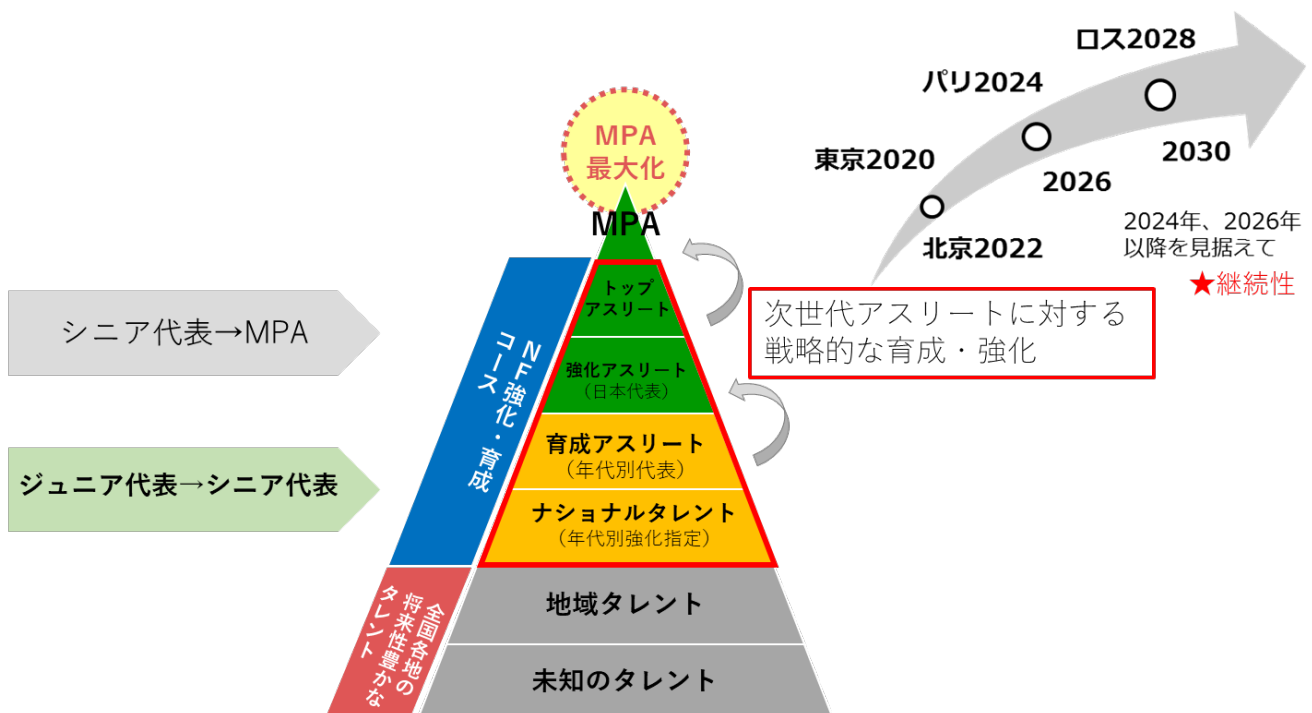 ロス2028
パリ2024
東京2020
2030
2026
北京2022
2024年、2026年
以降を見据えて
★継続性
MPA
最大化
MPA
トップ
アスリート
強化アスリート
(日本代表)
育成アスリート
(年代別代表)
ナショナルタレント
(年代別強化指定)
地域タレント
未知のタレント
NF強化・育成
コース
全国各地の
将来性豊かな
タレント
シニア代表→MPA
ジュニア代表→シニア代表
次世代アスリートに対する
戦略的な育成・強化